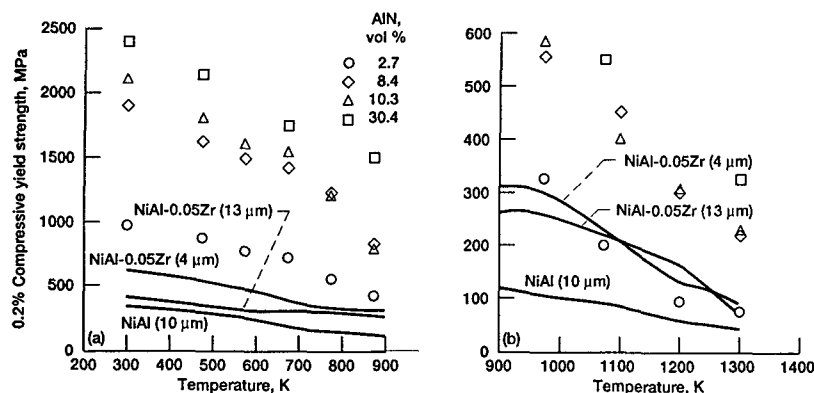 AlN,
vol %
2.7
8.4
10.3
30.4
0.2% Compressive yield strength, MPa
2500
2000
1500
1000
500
0
NiAl-0.05Zr (13 µm)
NiAl-0.05Zr (4 µm)
NiAl (10 µm)
(a)
200 300 400 500 600 700 800 900
Temperature, K
600
500
400
300
200
100
0
NiAl-0.05Zr (4 µm)
NiAl-0.05Zr (13 µm)
NiAl (10 µm)
(b)
900 1000 1100 1200 1300 1400
Temperature, K